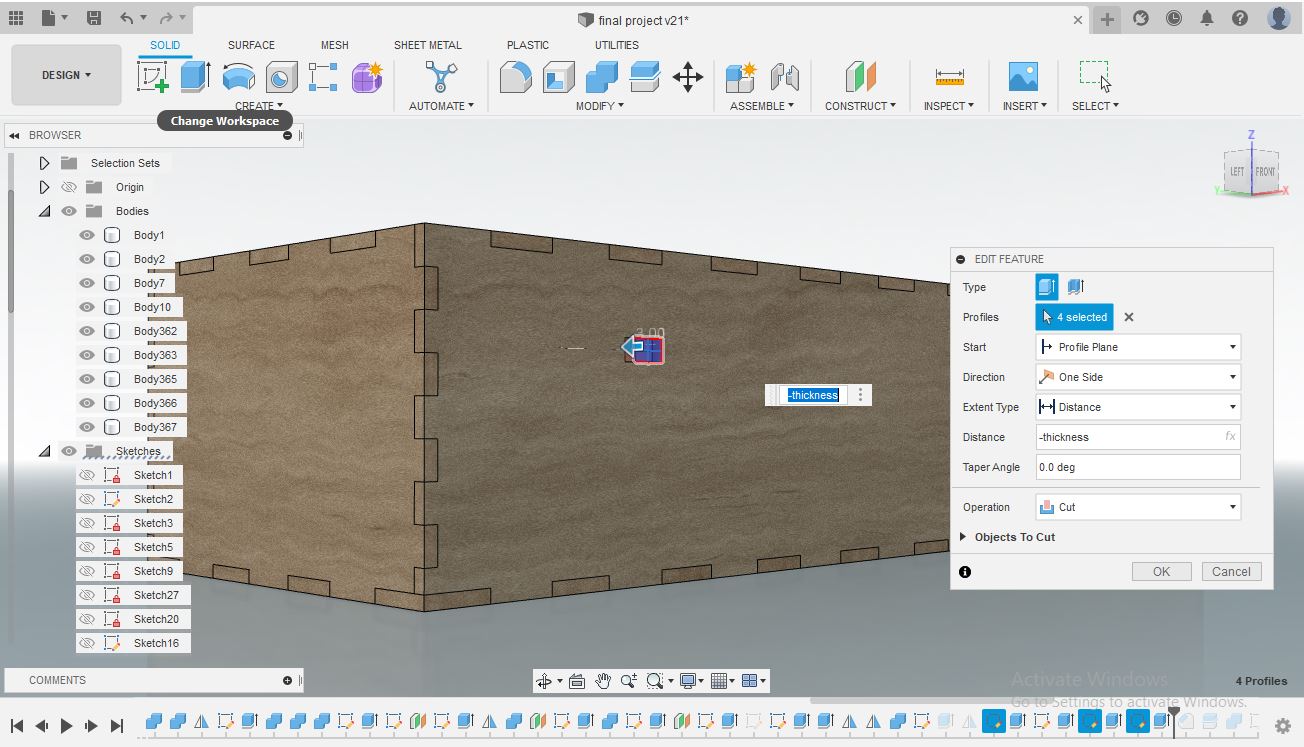 final project v21*
SOLID SURFACE MESH SHEET METAL PLASTIC UTILITIES
DESIGN
CREATE AUTOMATE MODIFY ASSEMBLE CONSTRUCT INSPECT INSERT SELECT
Change Workspace
BROWSER
Selection Sets
Origin
Bodies
Body1
Body2
Body7
Body10
Body362
Body363
Body365
Body366
Body367
Sketches
Sketch1
Sketch2
Sketch3
Sketch5
Sketch9
Sketch27
Sketch20
Sketch16
COMMENTS
3.00
-thickness
Z
LEFT FRONT
Y X
EDIT FEATURE
Type
Profiles 4 selected
Start Profile Plane
Direction One Side
Extent Type Distance
Distance -thickness fx
Taper Angle 0.0 deg
Operation Cut
Objects To Cut
OK Cancel
Activate Windows
Go to Settings to activate Windows.
4 Profiles